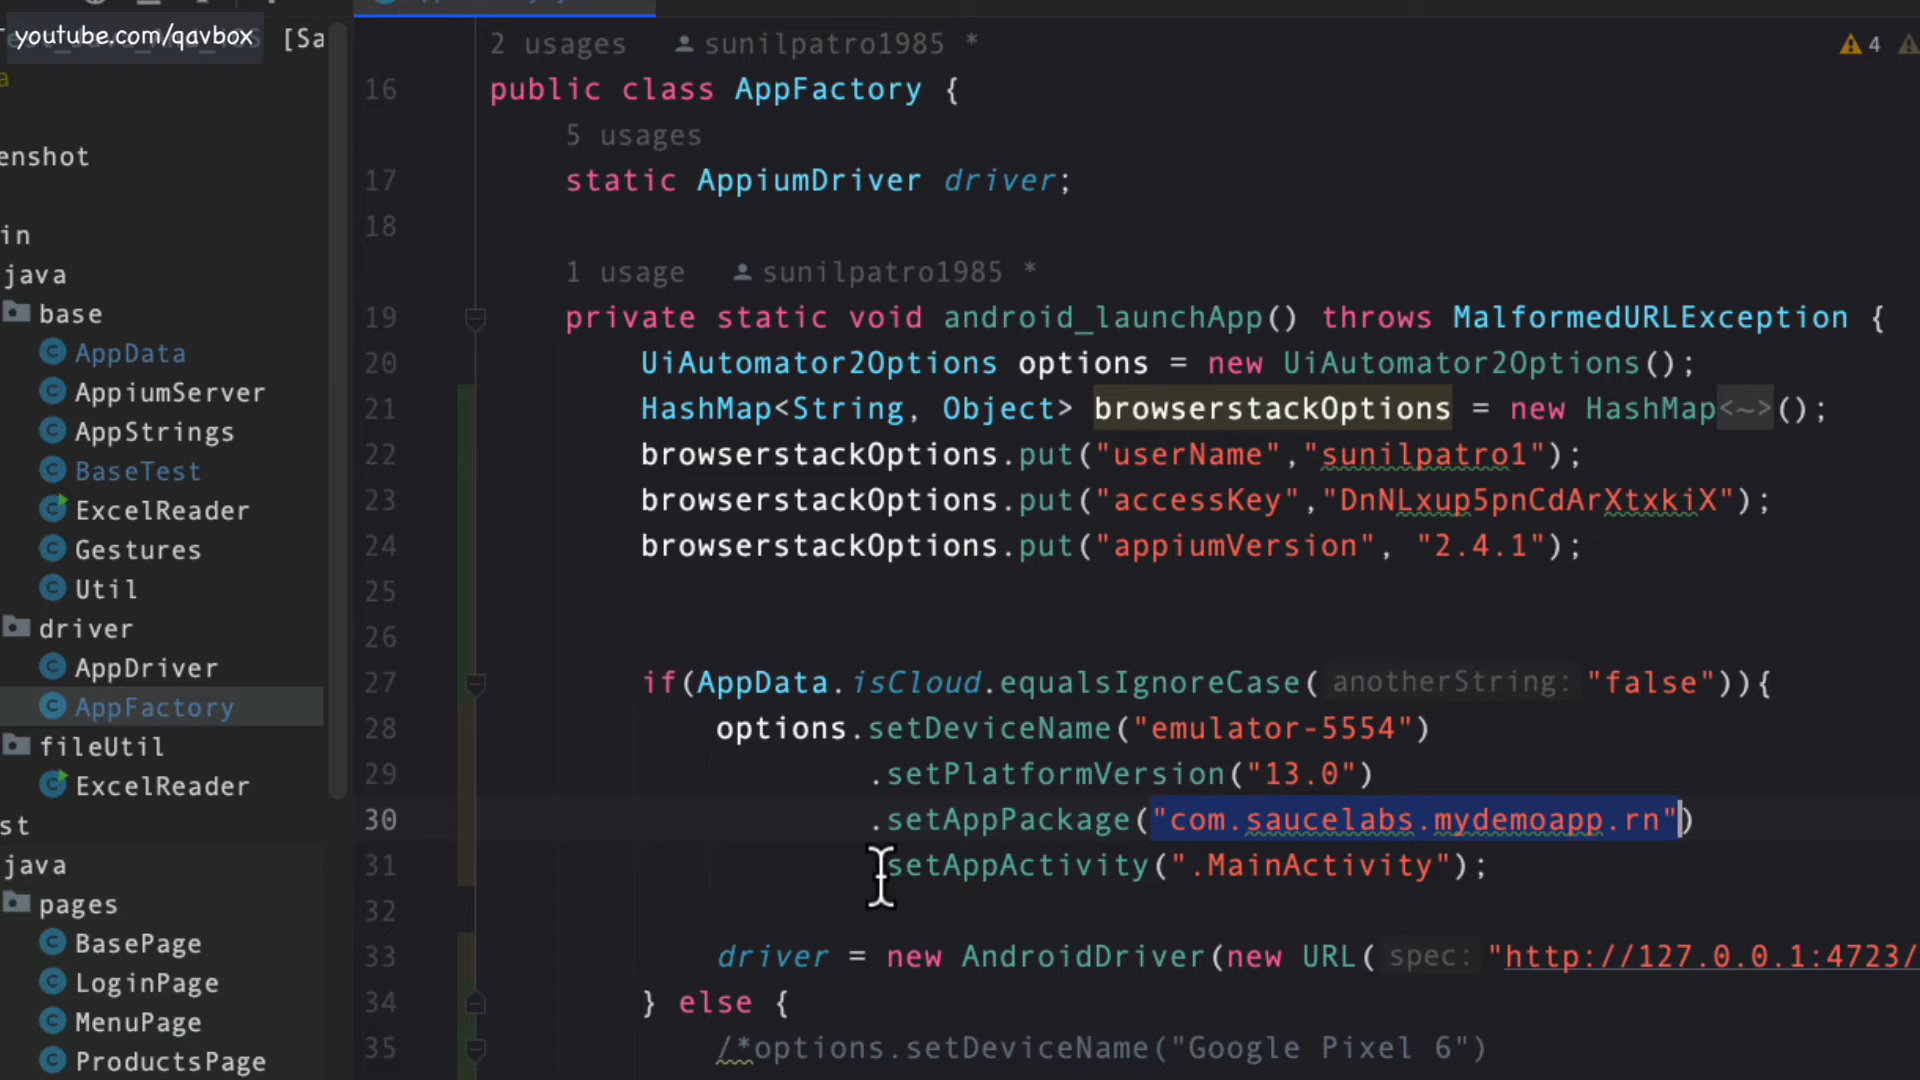 youtube.com/qavbox
[Sa
a
enshot
in
java
base
AppData
AppiumServer
AppStrings
BaseTest
ExcelReader
Gestures
Util
driver
AppDriver
AppFactory
fileUtil
ExcelReader
st
java
pages
BasePage
LoginPage
MenuPage
ProductsPage
2 usages sunilpatro1985 *
4
16 public class AppFactory {
5 usages
17 static AppiumDriver driver;
18
1 usage sunilpatro1985 *
19 private static void android_launchApp() throws MalformedURLException {
20 UiAutomator2Options options = new UiAutomator2Options();
21 HashMap<String, Object> browserstackOptions = new HashMap<~>();
22 browserstackOptions.put("userName","sunilpatro1");
23 browserstackOptions.put("accessKey","DnNLxup5pnCdArXtxkiX");
24 browserstackOptions.put("appiumVersion", "2.4.1");
25
26
27 if(AppData.isCloud.equalsIgnoreCase( anotherString: "false")){
28 options.setDeviceName("emulator-5554")
29 .setPlatformVersion("13.0")
30 .setAppPackage("com.saucelabs.mydemoapp.rn")
31 .setAppActivity(".MainActivity");
32
33 driver = new AndroidDriver(new URL( spec: "http://127.0.0.1:4723/
34 } else {
35 /*options.setDeviceName("Google Pixel 6")